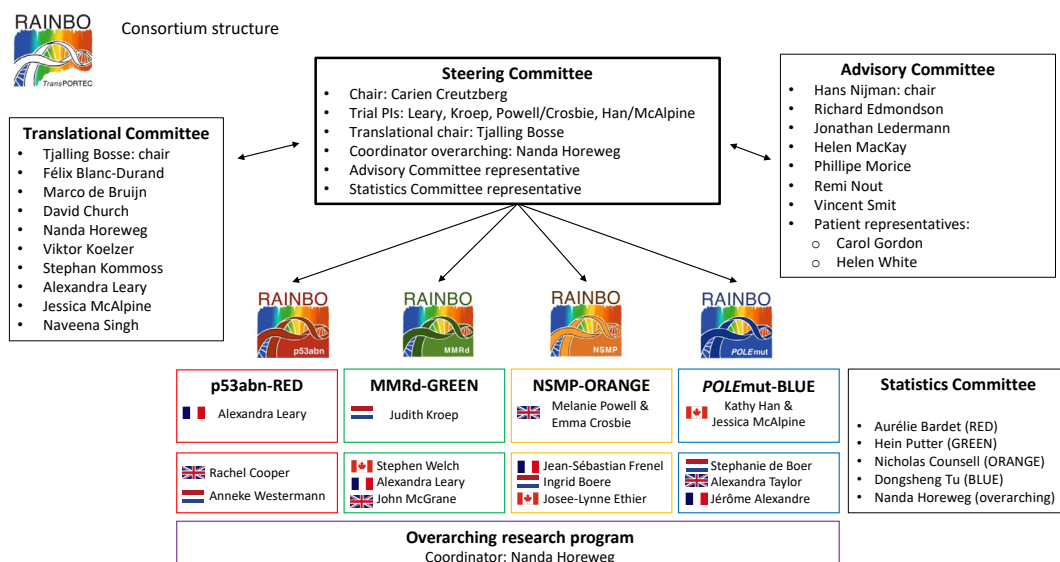 RAINBO
TransPORTEC
Consortium structure
Steering Committee
• Chair: Carien Creutzberg
• Trial PIs: Leary, Kroep, Powell/Crosbie, Han/McAlpine
• Translational chair: Tjalling Bosse
• Coordinator overarching: Nanda Horeweg
• Advisory Committee representative
• Statistics Committee representative
Advisory Committee
• Hans Nijman: chair
• Richard Edmondson
• Jonathan Ledermann
• Helen MacKay
• Phillipe Morice
• Remi Nout
• Vincent Smit
• Patient representatives:
o Carol Gordon
o Helen White
Translational Committee
• Tjalling Bosse: chair
• Félix Blanc-Durand
• Marco de Bruijn
• David Church
• Nanda Horeweg
• Viktor Koelzer
• Stephan Kommoss
• Alexandra Leary
• Jessica McAlpine
• Naveena Singh
RAINBO
p53abn
RAINBO
MMRd
RAINBO
NSMP
RAINBO
POLEmut
p53abn-RED
Alexandra Leary
Rachel Cooper
Anneke Westermann
MMRd-GREEN
Judith Kroep
Stephen Welch
Alexandra Leary
John McGrane
NSMP-ORANGE
Melanie Powell &
Emma Crosbie
Jean-Sébastian Frenel
Ingrid Boere
Josee-Lynne Ethier
POLEmut-BLUE
Kathy Han &
Jessica McAlpine
Stephanie de Boer
Alexandra Taylor
Jérôme Alexandre
Statistics Committee
• Aurélie Bardet (RED)
• Hein Putter (GREEN)
• Nicholas Counsell (ORANGE)
• Dongsheng Tu (BLUE)
• Nanda Horeweg (overarching)
Overarching research program
Coordinator: Nanda Horeweg